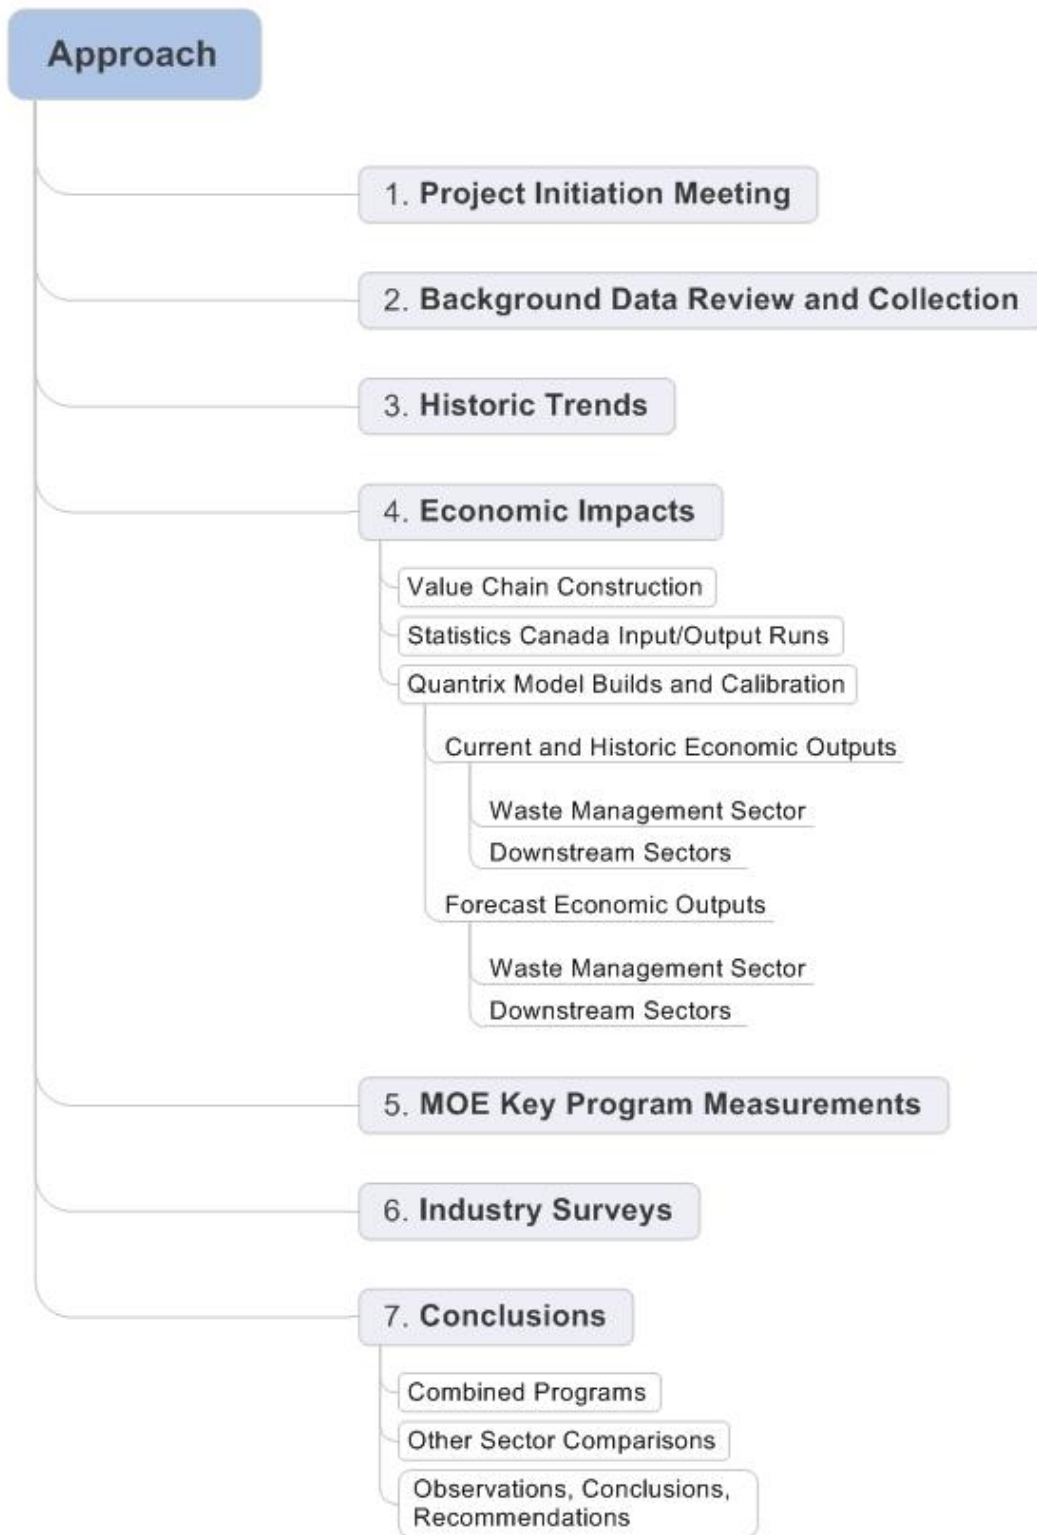 Approach
1. Project Initiation Meeting
2. Background Data Review and Collection
3. Historic Trends
4. Economic Impacts
Value Chain Construction
Statistics Canada Input/Output Runs
Quantrix Model Builds and Calibration
Current and Historic Economic Outputs
Waste Management Sector
Downstream Sectors
Forecast Economic Outputs
Waste Management Sector
Downstream Sectors
5. MOE Key Program Measurements
6. Industry Surveys
7. Conclusions
Combined Programs
Other Sector Comparisons
Observations, Conclusions,
Recommendations